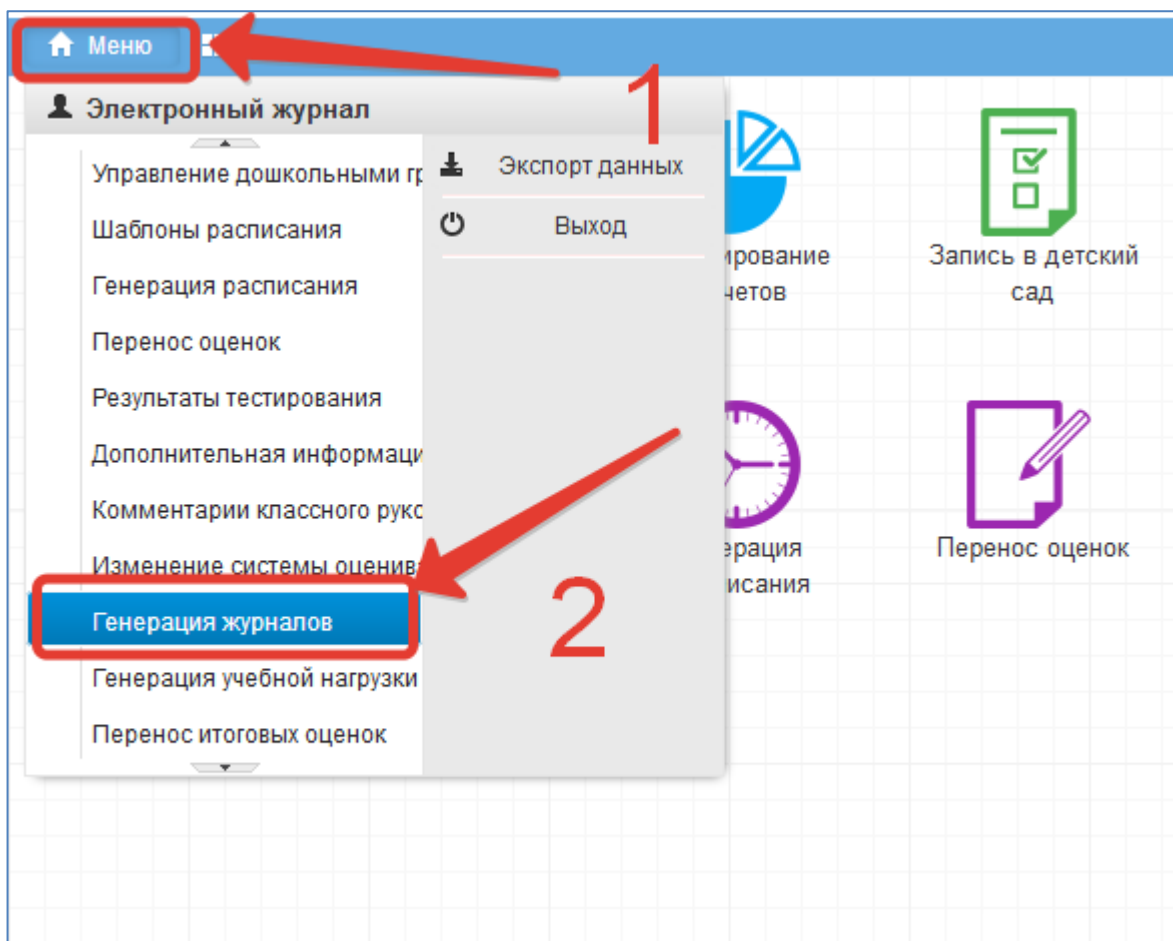 Меню
1
Электронный журнал
Управление дошкольными гр
Шаблоны расписания
Генерация расписания
Перенос оценок
Результаты тестирования
Дополнительная информаци
Комментарии классного руко
Изменение системы оценив
Генерация журналов
Генерация учебной нагрузки
Перенос итоговых оценок
Экспорт данных
Выход
2
ирование
четов
Запись в детский
сад
ерация
исания
Перенос оценок